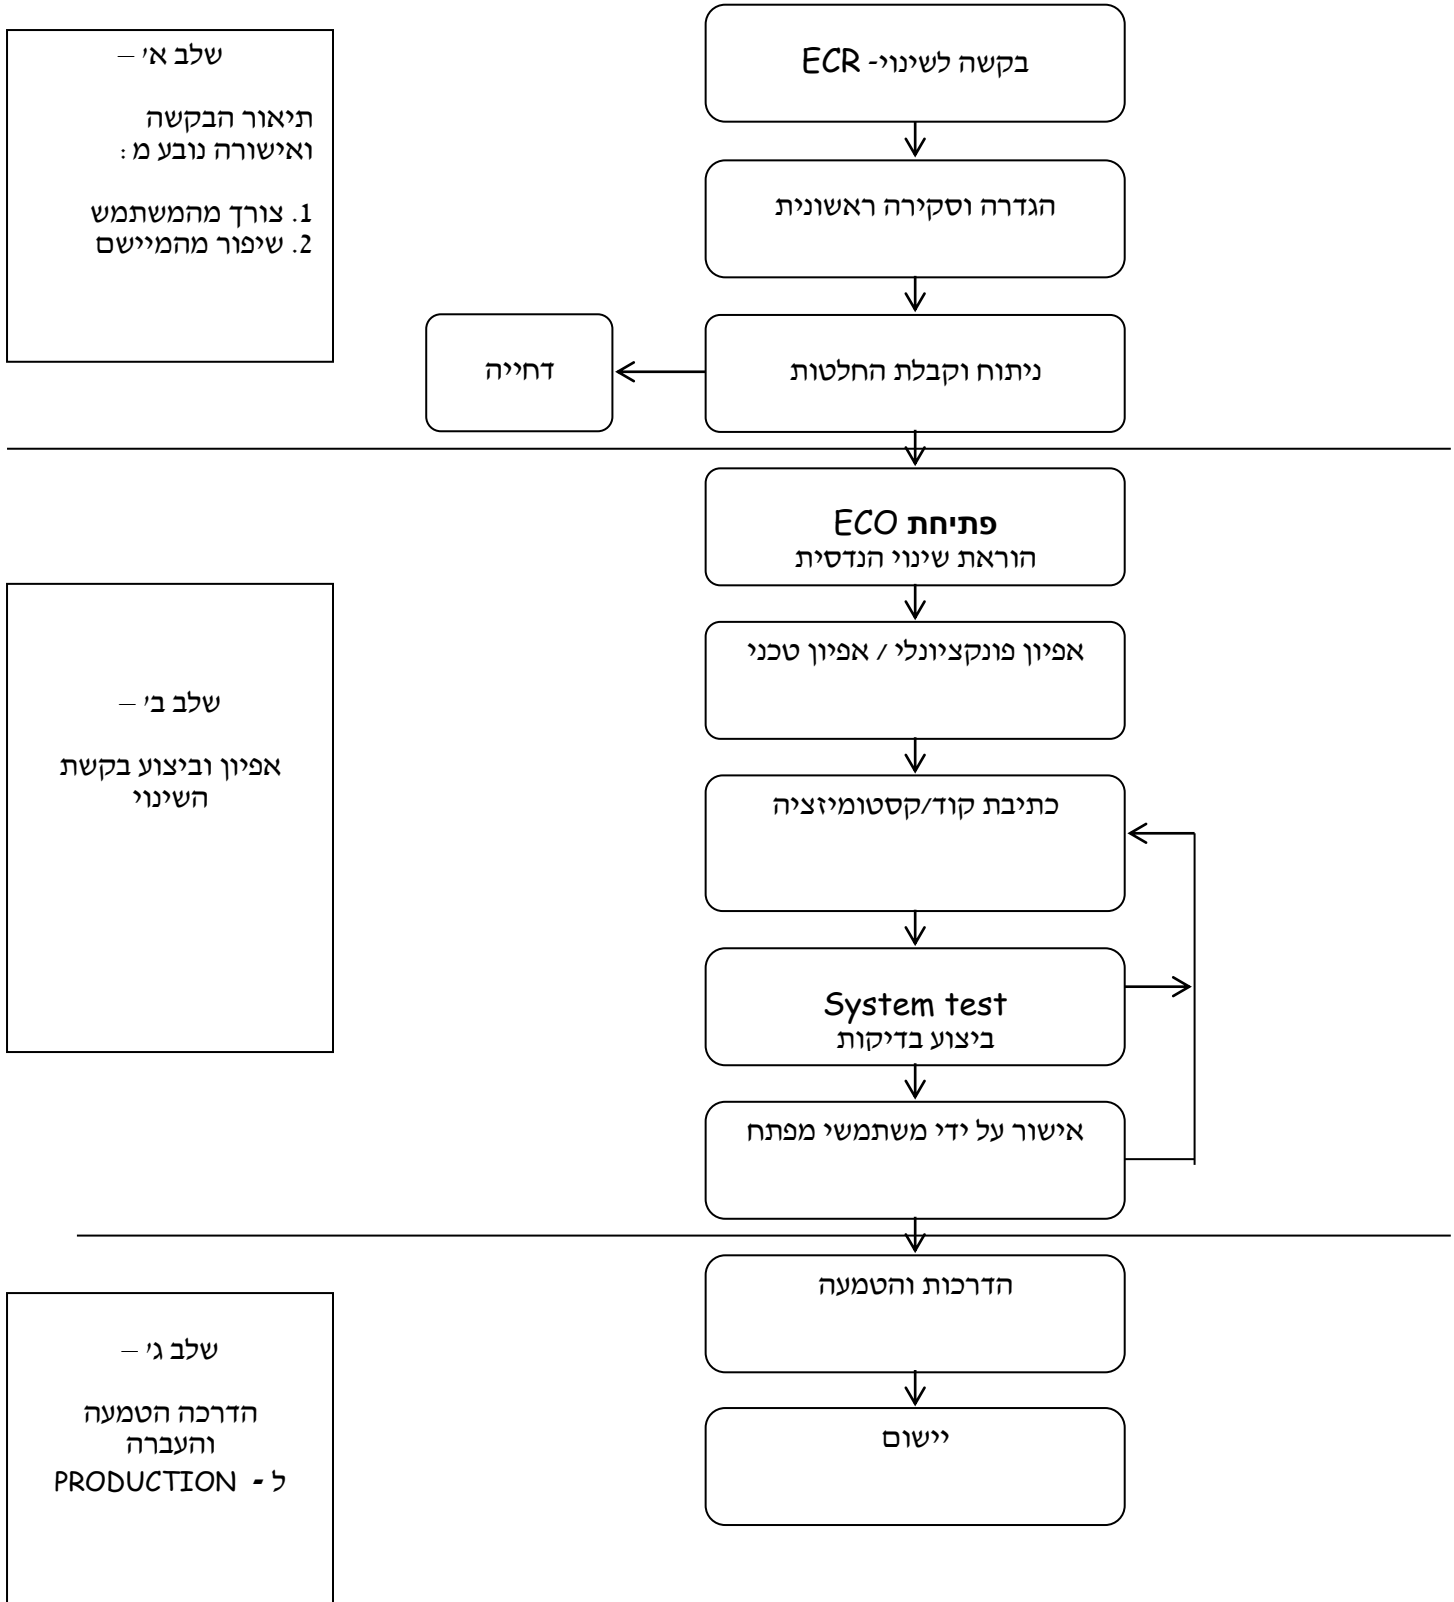 בקשה לשינוי- ECR
שלב א' –
תיאור הבקשה
ואישורה נובע מ :
1. צורך מהמשתמש
2. שיפור מהמיישם
הגדרה וסקירה ראשונית
ניתוח וקבלת החלטות
דחייה
פתיחת ECO
הוראת שינוי הנדסית
אפיון פונקציונלי / אפיון טכני
שלב ב' –
אפיון וביצוע בקשת
השינוי
כתיבת קוד/קסטומיזציה
System test
ביצוע בדיקות
אישור על ידי משתמשי מפתח
הדרכות והטמעה
שלב ג' –
הדרכה הטמעה
והעברה
ל - PRODUCTION
יישום